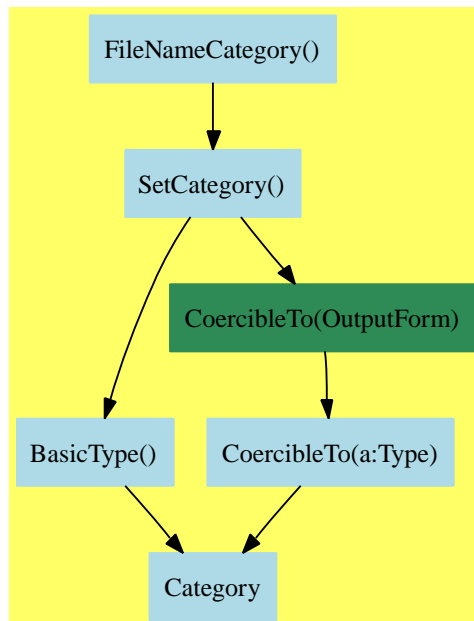 FileNameCategory()
SetCategory()
CoercibleTo(OutputForm)
BasicType()
CoercibleTo(a:Type)
Category